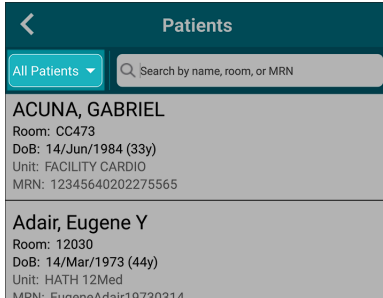 Patients
All Patients
Search by name, room, or MRN
ACUNA, GABRIEL
Room: CC473
DoB: 14/Jun/1984 (33y)
Unit: FACILITY CARDIO
MRN: 12345640202275565
Adair, Eugene Y
Room: 12030
DoB: 14/Mar/1973 (44y)
Unit: HATH 12Med
MRN: EugeneAdair19730314